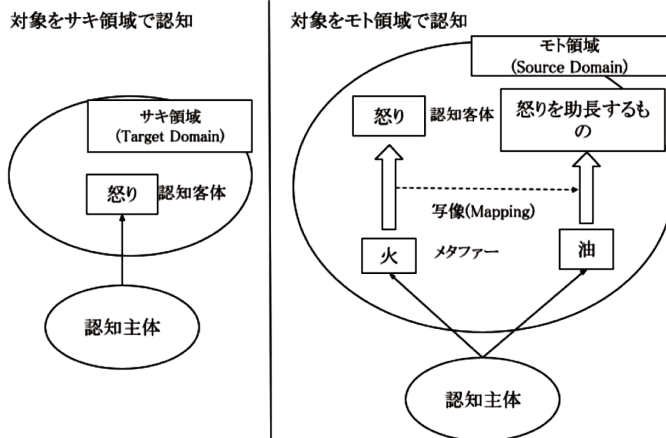 対象をサキ領域で認知
サキ領域
(Target Domain)
怒り
認知客体
認知主体
対象をモト領域で認知
モト領域
(Source Domain)
怒り
認知客体
怒りを助長するも
の
写像(Mapping)
火
メタファー
油
認知主体